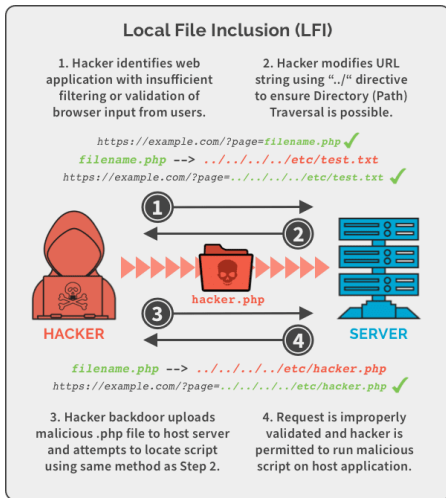 Local File Inclusion (LFI)
1. Hacker identifies web
application with insufficient
filtering or validation of
browser input from users.
2. Hacker modifies URL
string using “../“ directive
to ensure Directory (Path)
Traversal is possible.
https://example.com/?page=filename.php
filename.php --> ../../../../etc/test.txt
https://example.com/?page=../../../../etc/test.txt
1
2
hacker.php
3
4
HACKER
SERVER
filename.php --> ../../../../etc/hacker.php
https://example.com/?page=../../../../etc/hacker.php
3. Hacker backdoor uploads
malicious .php file to host server
and attempts to locate script
using same method as Step 2.
4. Request is improperly
validated and hacker is
permitted to run malicious
script on host application.